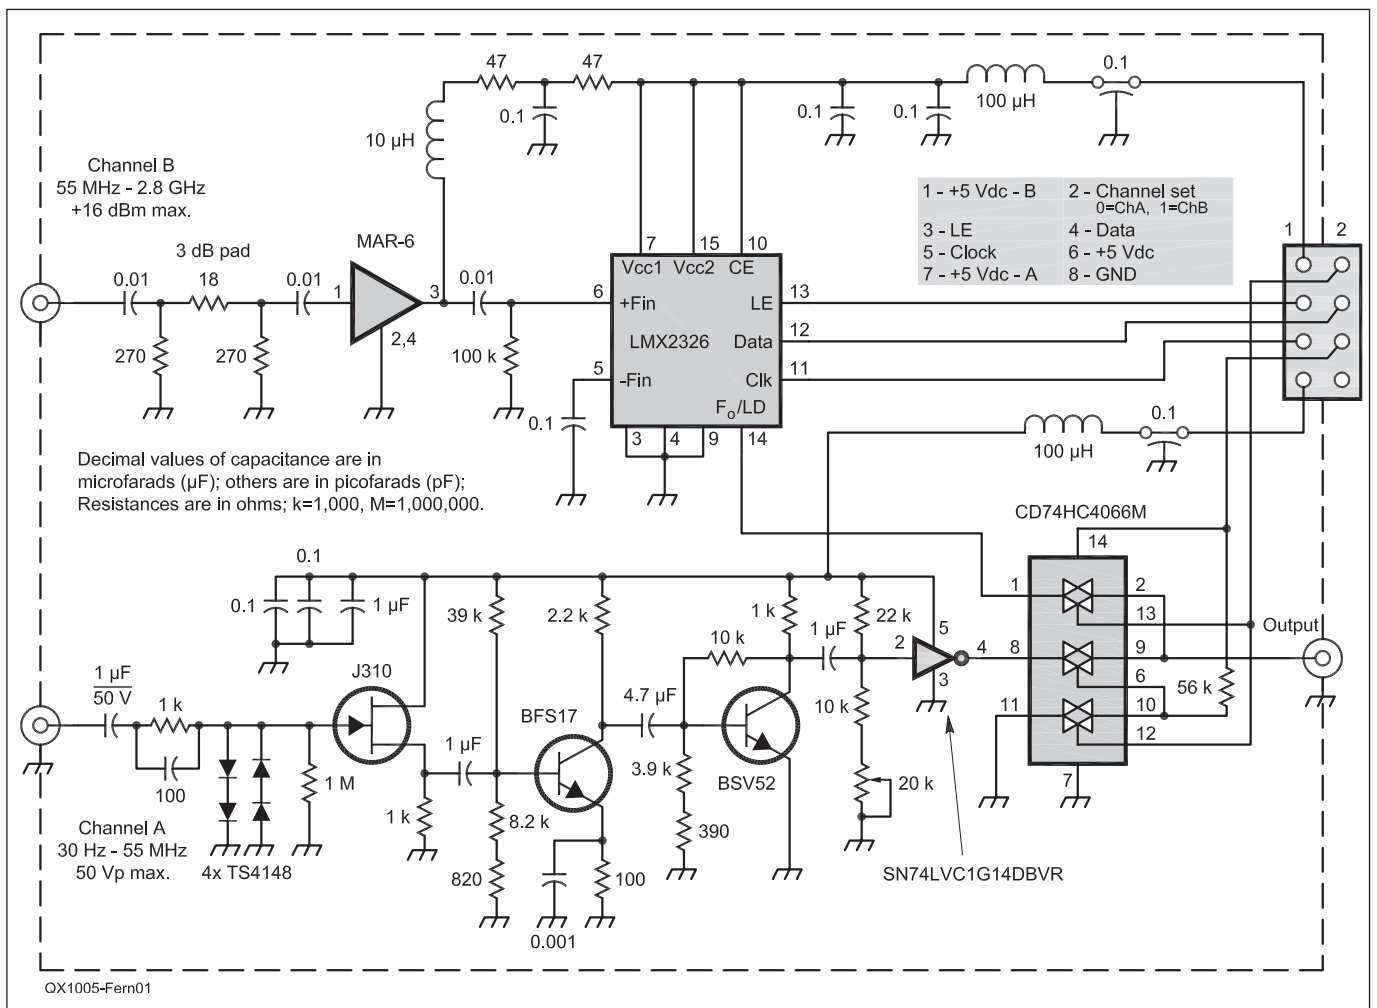 47
47
0.1
100 µH
0.1
0.1
0.1
10 µH
Channel B
55 MHz - 2.8 GHz
+16 dBm max.
1 - +5 Vdc - B
2 - Channel set
0=ChA, 1=ChB
3 - LE
4 - Data
5 - Clock
6 - +5 Vdc
7 - +5 Vdc - A
8 - GND
1
2
MAR-6
3 dB pad
0.01
18
0.01
1
3
2,4
0.01
270
270
100 k
7
15
10
Vcc1
Vcc2
CE
6
+Fin
LE
13
LMX2326
Data
12
5
-Fin
Clk
11
Fo/LD
0.1
3
4
9
14
100 µH
0.1
Decimal values of capacitance are in
microfarads (µF); others are in picofarads (pF);
Resistances are in ohms; k=1,000, M=1,000,000.
CD74HC4066M
14
1
2
13
8
9
6
11
10
12
7
56 k
Output
0.1
0.1
1 µF
39 k
2.2 k
1 k
22 k
10 k
1 µF
2
5
4
3
1 µF
50 V
1 k
100
J310
1 M
4.7 µF
BFS17
1 µF
BSV52
10 k
20 k
3.9 k
390
1 k
8.2 k
820
100
0.001
Channel A
30 Hz - 55 MHz
50 Vp max.
4x TS4148
SN74LVC1G14DBVR
QX1005-Fern01